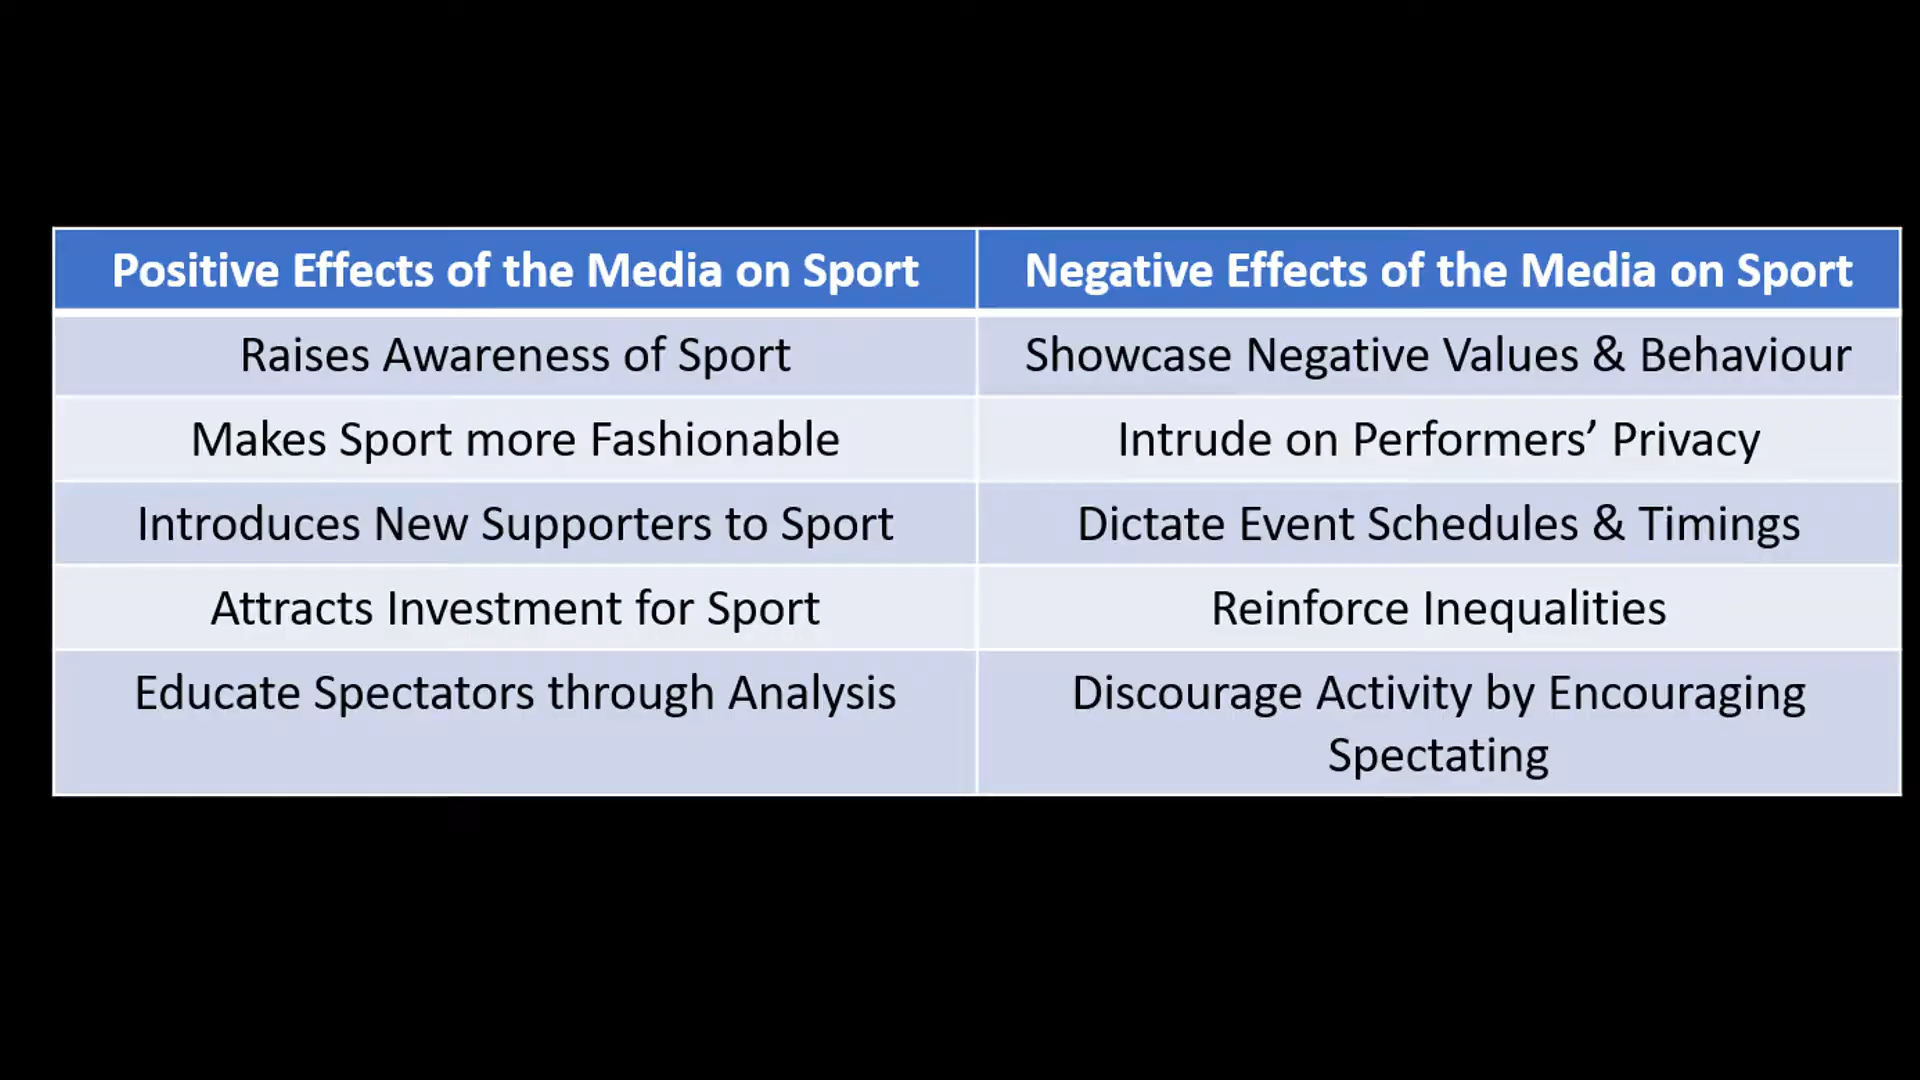 Positive Effects of the Media on Sport
Negative Effects of the Media on Sport
Raises Awareness of Sport
Showcase Negative Values & Behaviour
Makes Sport more Fashionable
Intrude on Performers’ Privacy
Introduces New Supporters to Sport
Dictate Event Schedules & Timings
Attracts Investment for Sport
Reinforce Inequalities
Educate Spectators through Analysis
Discourage Activity by Encouraging
Spectating